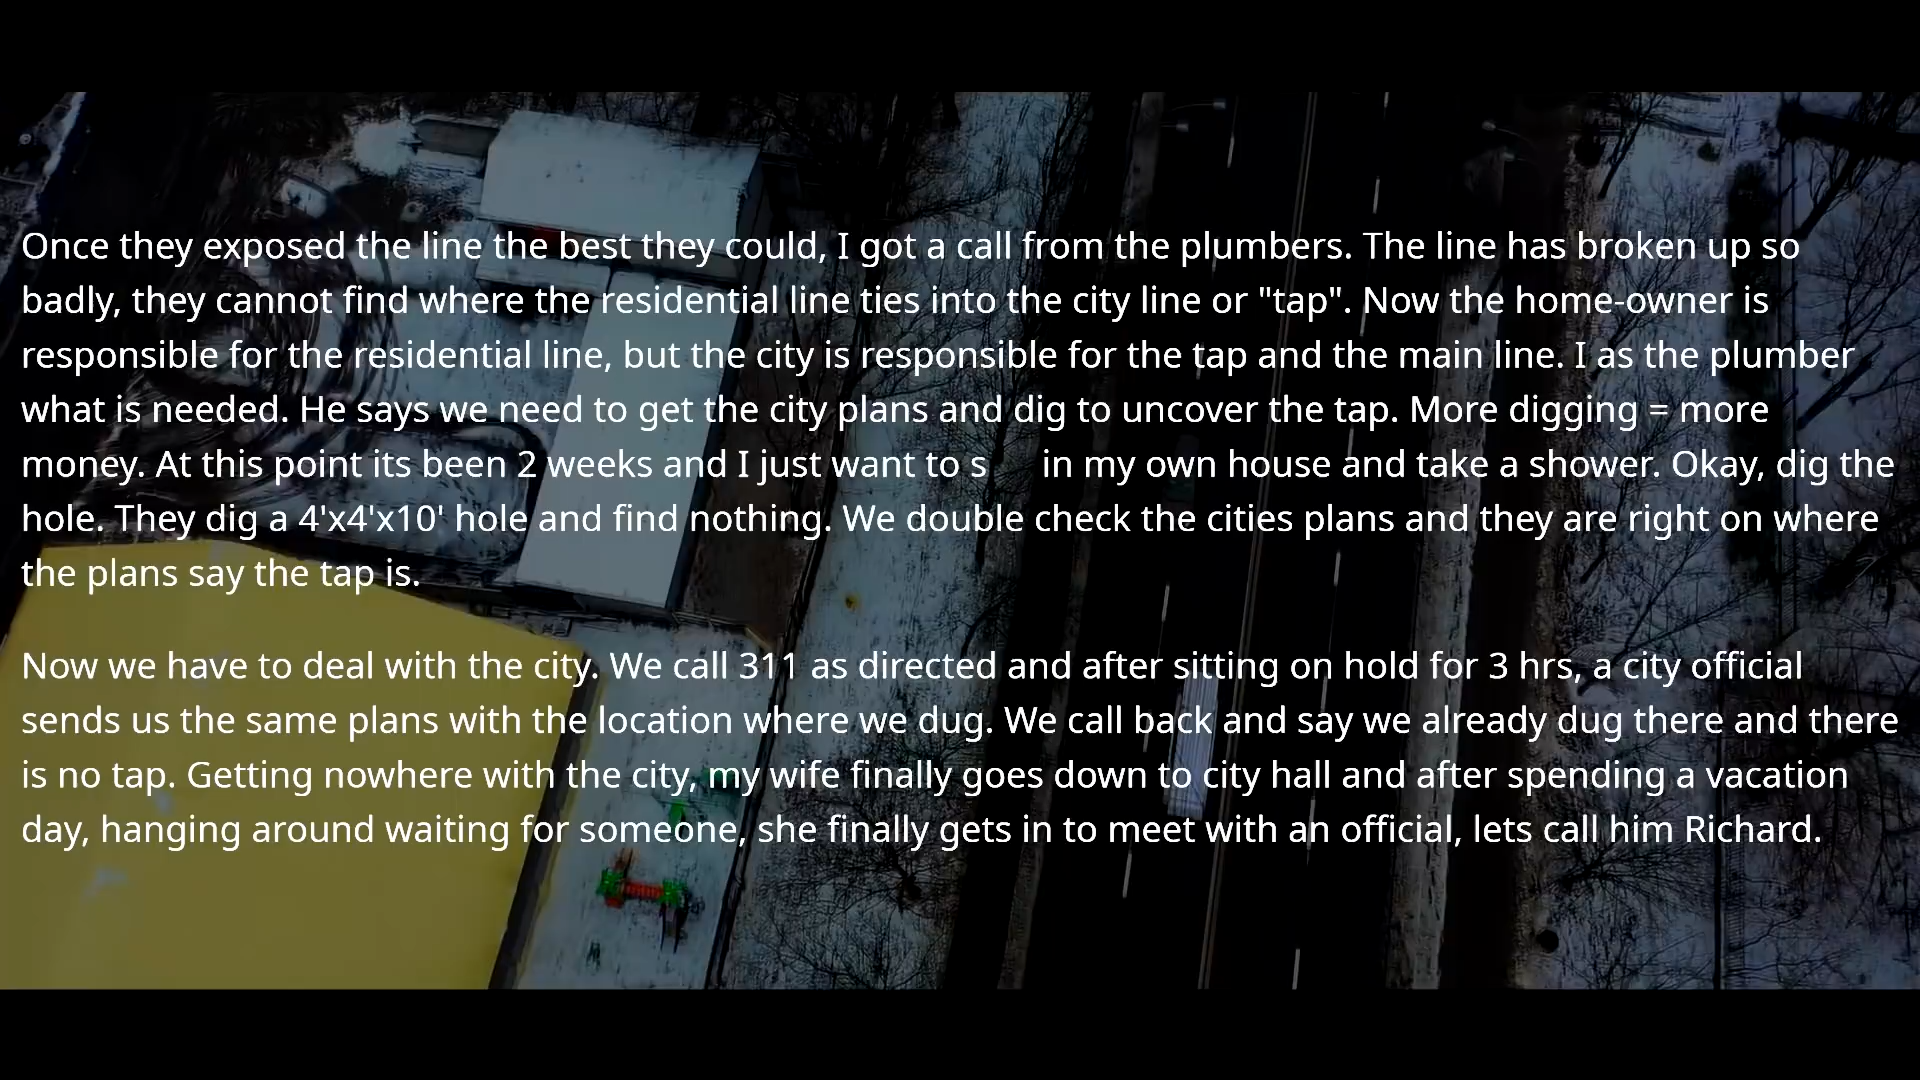 Once they exposed the line the best they could, I got a call from the plumbers. The line has broken up so
badly, they cannot find where the residential line ties into the city line or "tap". Now the home-owner is
responsible for the residential line, but the city is responsible for the tap and the main line. I as the plumber
what is needed. He says we need to get the city plans and dig to uncover the tap. More digging = more
money. At this point its been 2 weeks and I just want to s in my own house and take a shower. Okay, dig the
hole. They dig a 4'x4'x10' hole and find nothing. We double check the cities plans and they are right on where
the plans say the tap is.
Now we have to deal with the city. We call 311 as directed and after sitting on hold for 3 hrs, a city official
sends us the same plans with the location where we dug. We call back and say we already dug there and there
is no tap. Getting nowhere with the city, my wife finally goes down to city hall and after spending a vacation
day, hanging around waiting for someone, she finally gets in to meet with an official, lets call him Richard.